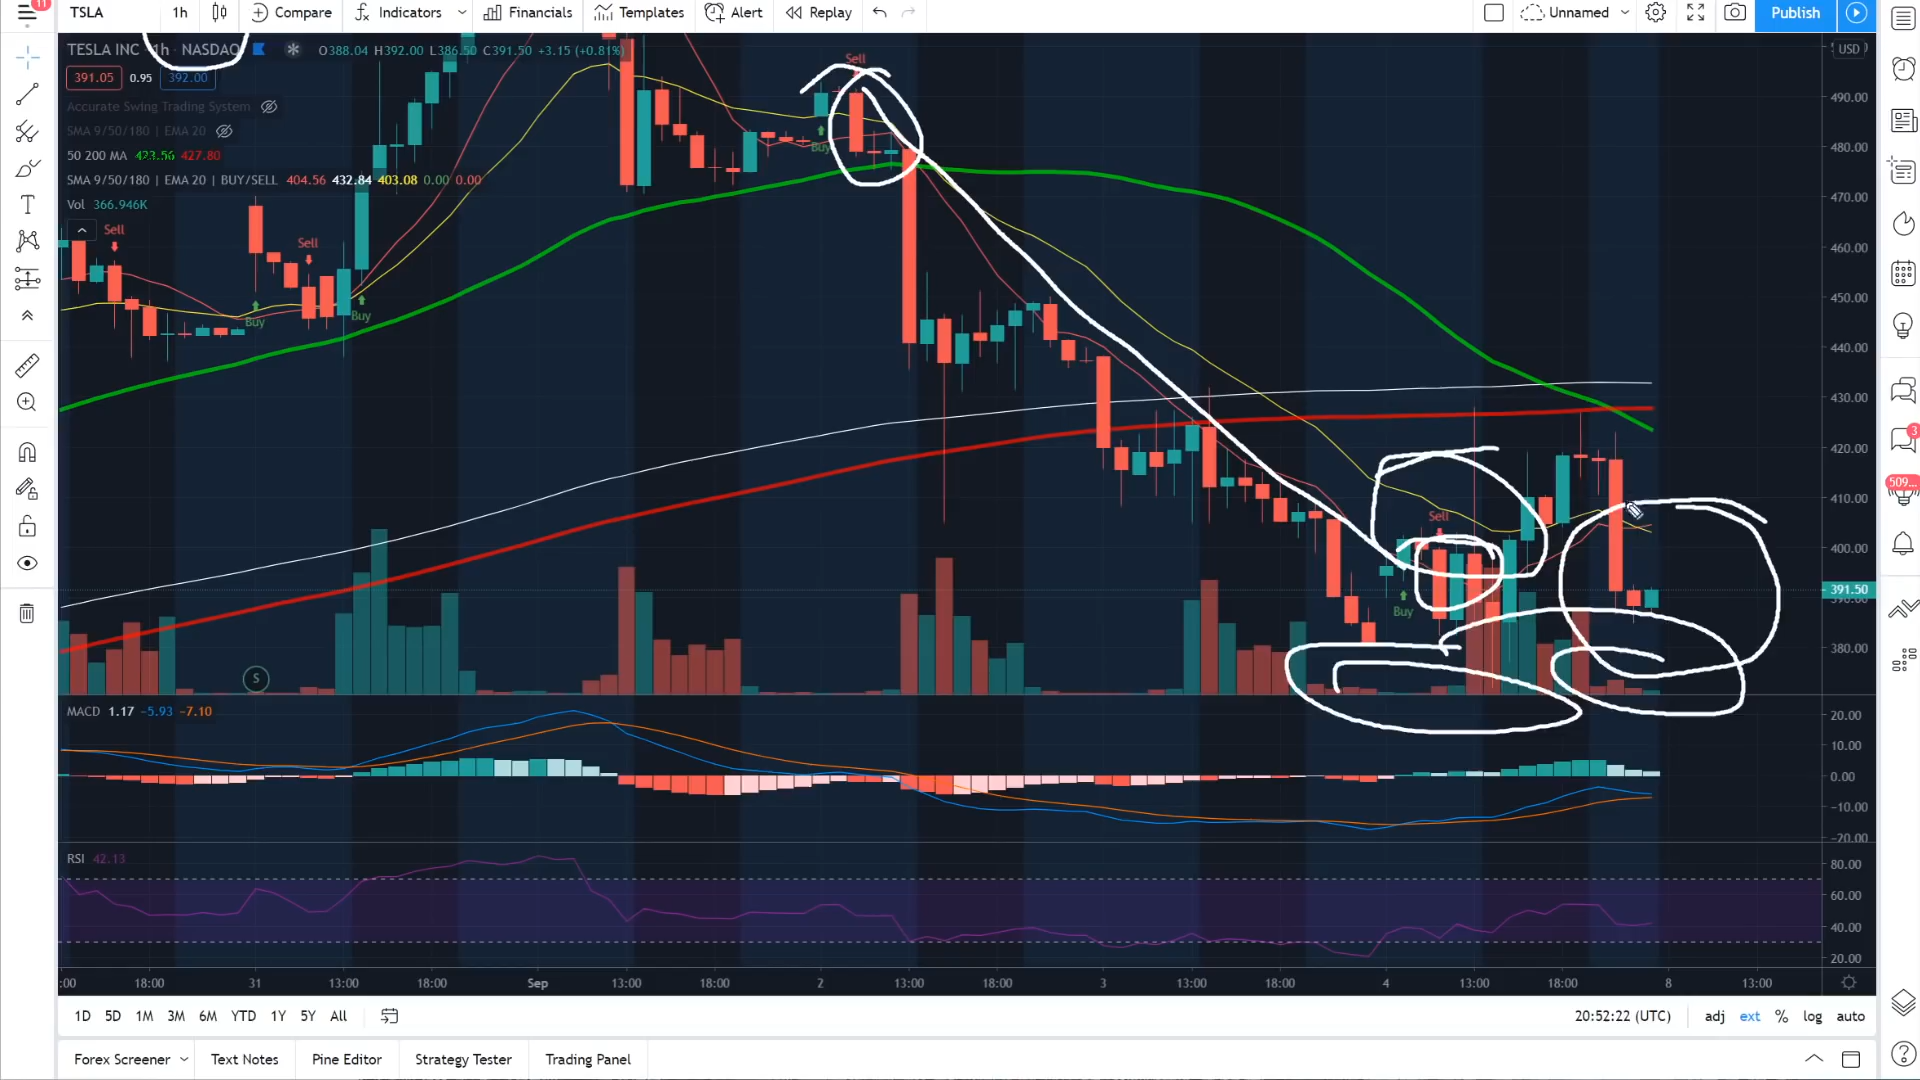 11
TSLA 1h Compare Indicators Financials Templates Alert Replay Unnamed Publish
TESLA INC · 1h · NASDAQ O388.04 H392.00 L386.50 C391.50 +3.15 (+0.81%)
USD
391.05 0.95 392.00
Accurate Swing Trading System
SMA 9/50/180 | EMA 20
50 200 MA 423.56 427.80
SMA 9/50/180 | EMA 20 | BUY/SELL 404.56 432.84 403.08 0.00 0.00
Vol 366.946K
Sell
Buy
Sell
Buy
Sell
Buy
Sell
Buy
S
490.00
480.00
470.00
460.00
450.00
440.00
430.00
420.00
410.00
400.00
391.50
380.00
3
509...
MACD 1.17 −5.93 −7.10
20.00
10.00
0.00
−10.00
−20.00
RSI 42.13
80.00
60.00
40.00
20.00
:00 18:00 31 13:00 18:00 Sep 13:00 18:00 2 13:00 18:00 3 13:00 18:00 4 13:00 18:00 8 13:00
1D 5D 1M 3M 6M YTD 1Y 5Y All 20:52:22 (UTC) adj ext % log auto
Forex Screener Text Notes Pine Editor Strategy Tester Trading Panel